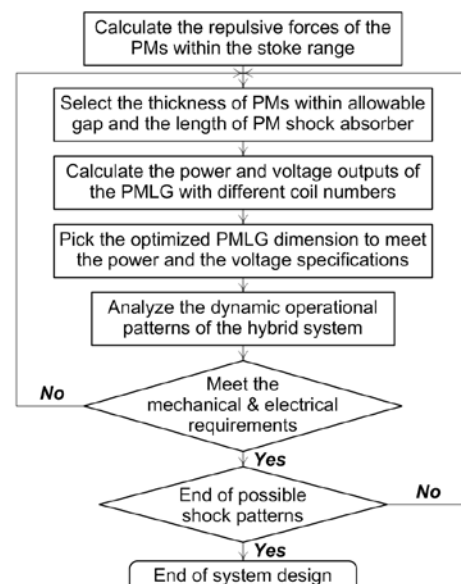 Calculate the repulsive forces of the
PMs within the stoke range
Select the thickness of PMs within allowable
gap and the length of PM shock absorber
Calculate the power and voltage outputs of
the PMLG with different coil numbers
Pick the optimized PMLG dimension to meet
the power and the voltage specifications
Analyze the dynamic operational
patterns of the hybrid system
No
Meet the
mechanical & electrical
requirements
Yes
End of possible
shock patterns
No
Yes
End of system design